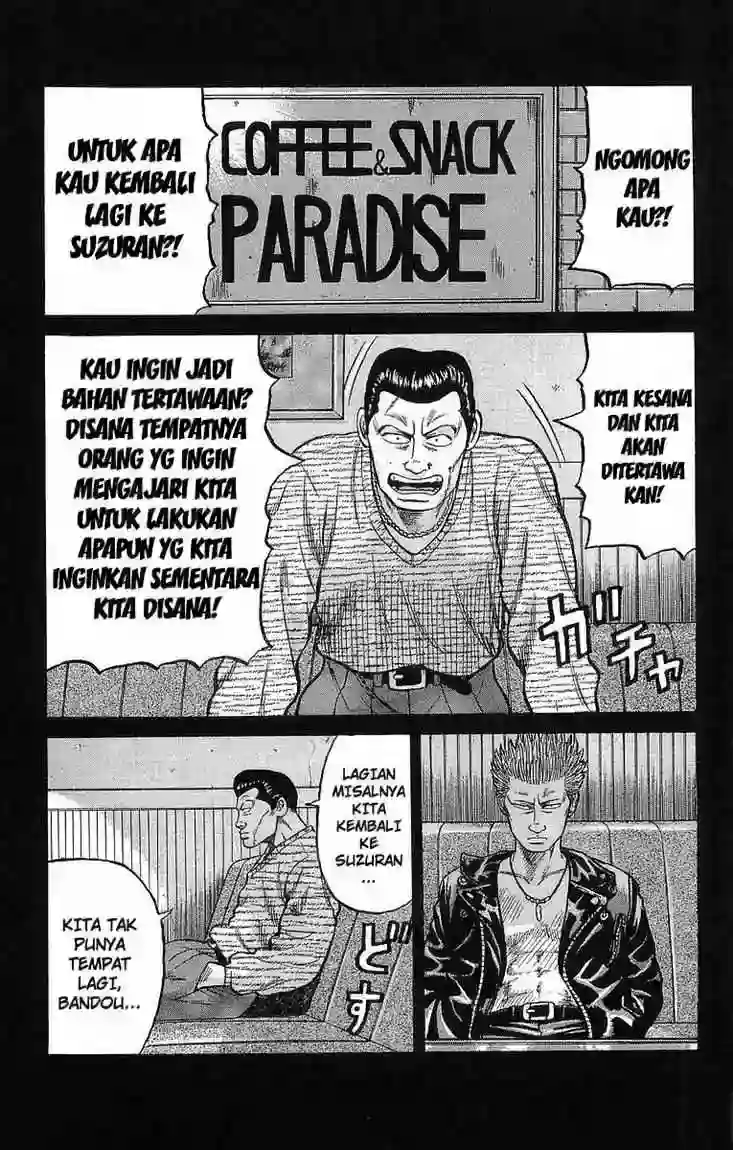 NGOMONG
APA
KAU?!
COFFEE & SNACK
PARADISE
UNTUK APA
KAU KEMBALI
LAGI KE
SUZURAN?!
KITA KESANA
DAN KITA
AKAN
DITERTAWA
KAN!
KAU INGIN JADI
BAHAN TERTAWAAN?
DISANA TEMPATNYA
ORANG YG INGIN
MENGAJARI KITA
UNTUK LAKUKAN
APAPUN YG KITA
INGINKAN SEMENTARA
KITA DISANA!
ガチャ
LAGIAN
MISALNYA
KITA
KEMBALI
KE
SUZURAN
...
KITA TAK
PUNYA
TEMPAT
LAGI,
BANDOU...
どすっ